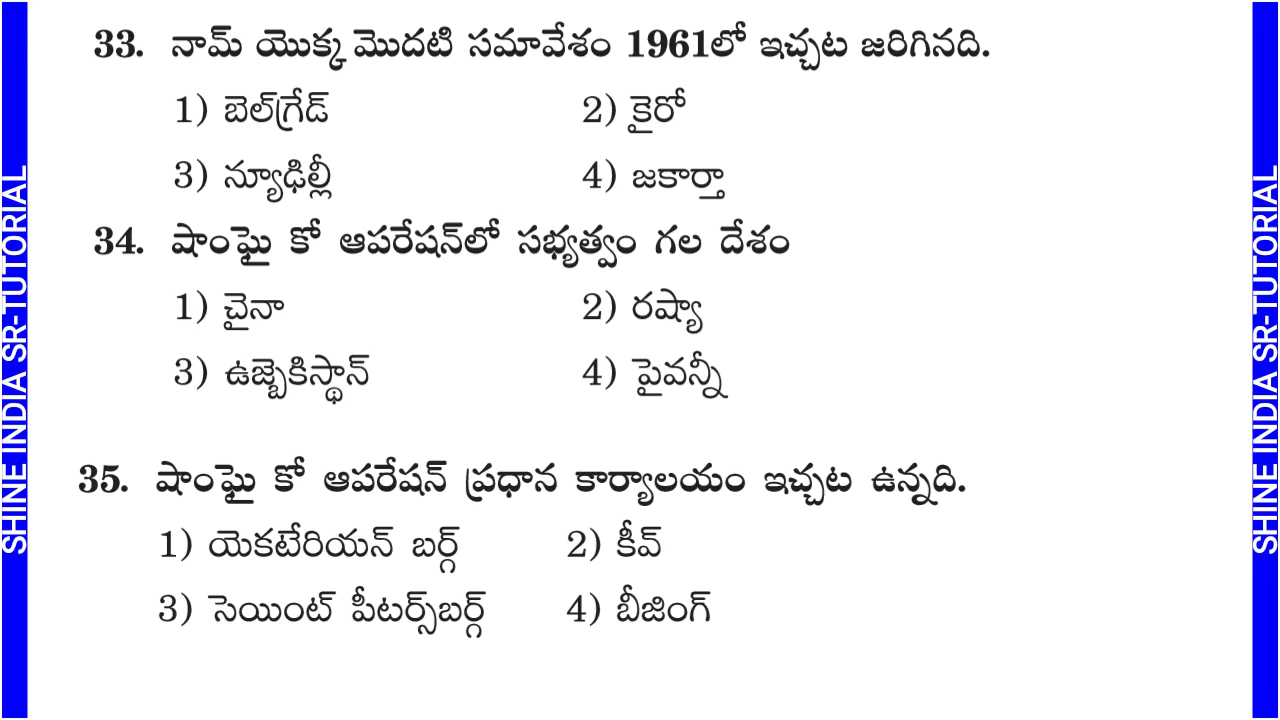 33. నామ్ యొక్క మొదటి సమావేశం 1961లో ఇచ్చట జరిగినది.
1) బెల్‌గ్రేడ్ 2) కైరో
3) న్యూఢిల్లీ 4) జకార్తా
34. షాంఘై కో ఆపరేషన్‌లో సభ్యత్వం గల దేశం
1) చైనా 2) రష్యా
3) ఉజ్బెకిస్థాన్ 4) పైవన్నీ
35. షాంఘై కో ఆపరేషన్ ప్రధాన కార్యాలయం ఇచ్చట ఉన్నది.
1) యెకటేరియన్ బర్గ్ 2) కీవ్
3) సెయింట్ పీటర్స్‌బర్గ్ 4) బీజింగ్
SHINE INDIA SR-TUTORIAL
SHINE INDIA SR-TUTORIAL